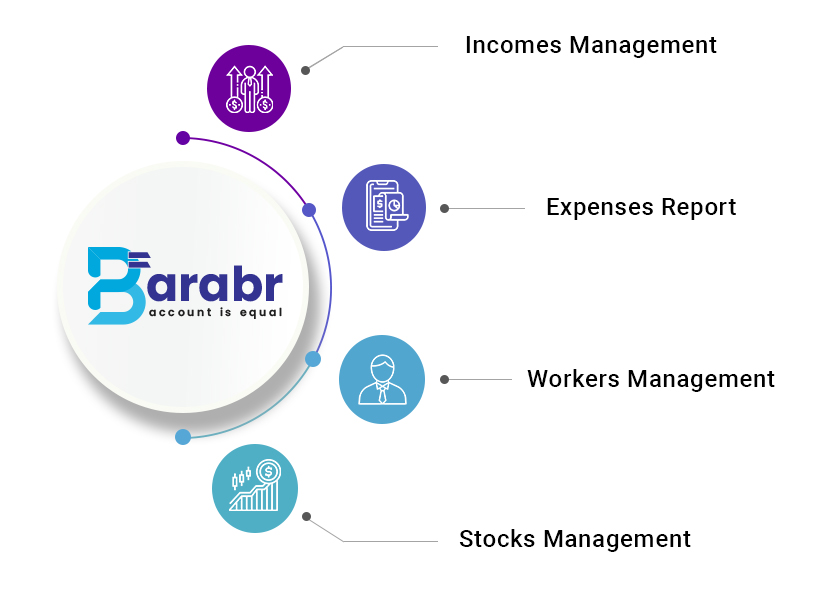 Incomes Management
Expenses Report
Barabr
account is equal
Workers Management
Stocks Management